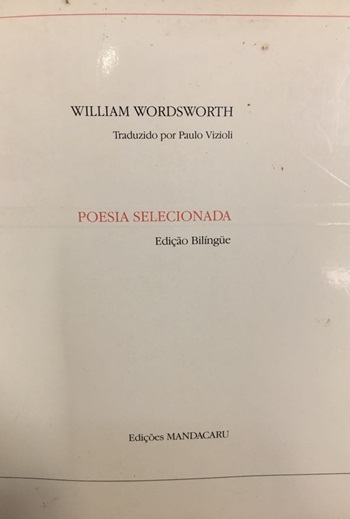 WILLIAM WORDSWORTH
Traduzido por Paulo Vizioli
POESIA SELECIONADA
Edição Bilíngüe
Edições MANDACARU